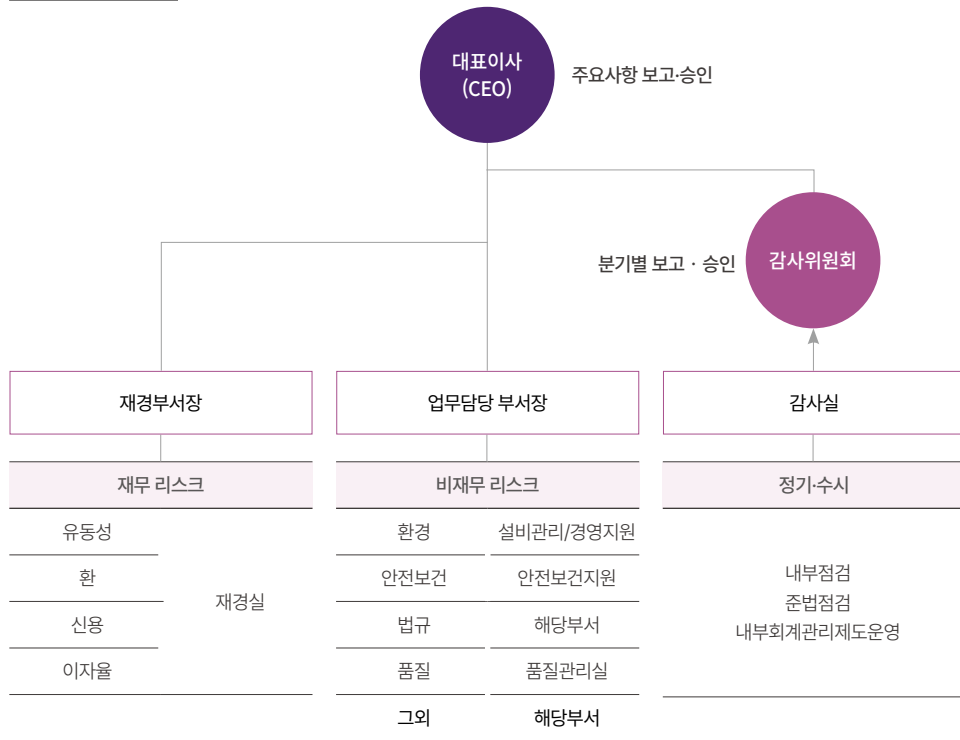 대표이사
(CEO)
주요사항 보고·승인
감사위원회
분기별 보고 · 승인
재경부서장
업무담당 부서장
감사실
재무 리스크
비재무 리스크
정기·수시
유동성
환
신용
이자율
재경실
환경
설비관리/경영지원
안전보건
안전보건지원
법규
해당부서
품질
품질관리실
그외
해당부서
내부점검
준법점검
내부회계관리제도운영